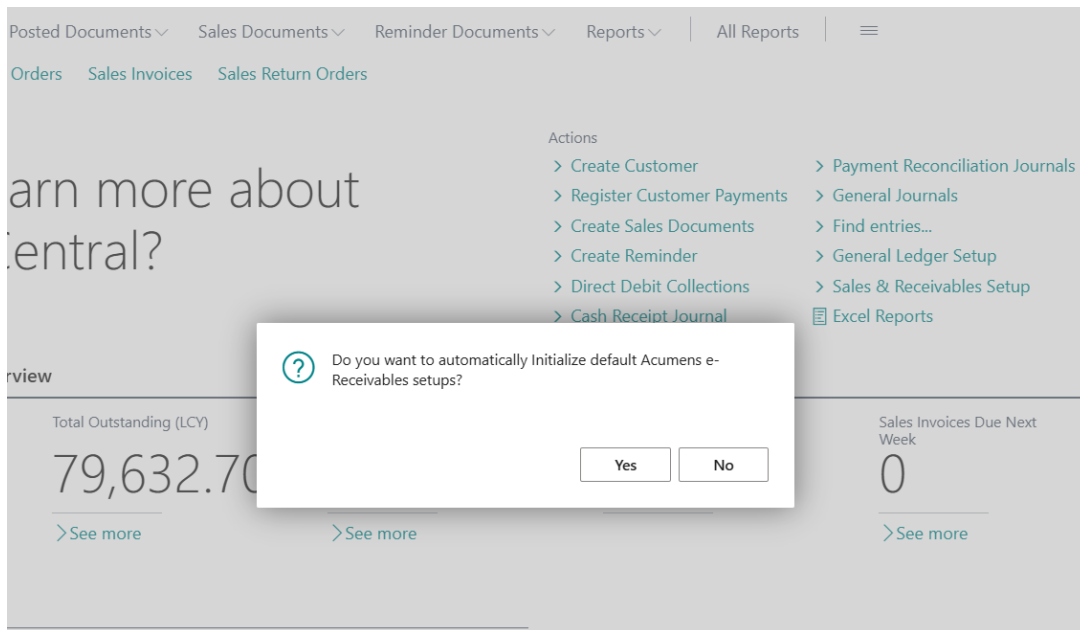 Posted Documents Sales Documents Reminder Documents Reports All Reports
Orders Sales Invoices Sales Return Orders
Actions
> Create Customer > Payment Reconciliation Journals
arn more about
> Register Customer Payments > General Journals
> Create Sales Documents > Find entries...
entral?
> Create Reminder > General Ledger Setup
> Direct Debit Collections > Sales & Receivables Setup
> Cash Receipt Journal Excel Reports
Do you want to automatically Initialize default Acumens e-
Receivables setups?
rview
Total Outstanding (LCY) Sales Invoices Due Next
Week
79,632.70 0
Yes No
>See more >See more >See more